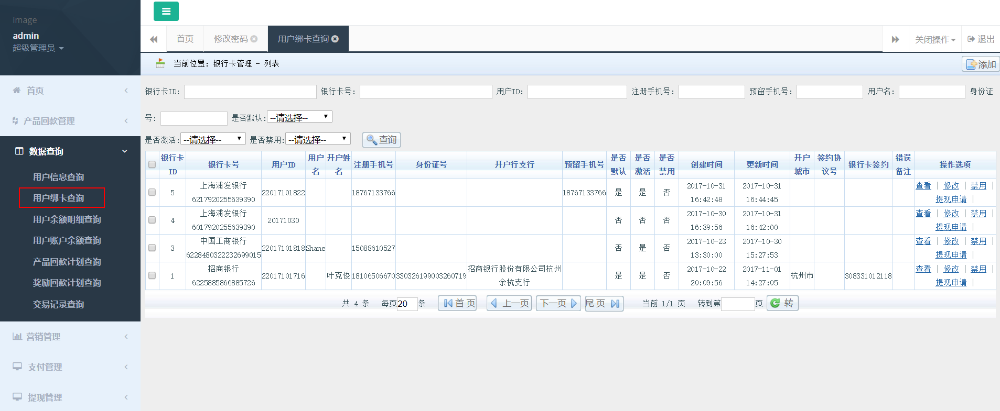 image
admin
超级管理员
首页
产品回款管理
数据查询
用户信息查询
用户绑卡查询
用户余额明细查询
用户账户余额查询
产品回款计划查询
奖励回款计划查询
交易记录查询
营销管理
支付管理
提现管理
首页 修改密码 用户绑卡查询 关闭操作 退出
当前位置: 银行卡管理 - 列表 添加
银行卡ID: 银行卡号: 用户ID: 注册手机号: 预留手机号: 用户名: 身份证
号: 是否默认: --请选择--
是否激活: --请选择-- 是否禁用: --请选择-- 查询
银行卡ID 银行卡号 用户ID 用户名 开户姓名 注册手机号 身份证号 开户行支行 预留手机号 是否默认 是否激活 是否禁用 创建时间 更新时间 开户城市 签约协议号 银行卡签约 错误备注 操作选项
5 上海浦发银行 6217920255639390 22017101822 18767133766 18767133766 是 是 否 2017-10-31 16:42:48 2017-10-31 16:44:45 查看 | 修改 | 禁用 | 提现申请 |
4 上海浦发银行 6017920255639390 20171030 否 否 否 2017-10-30 16:39:56 2017-10-31 16:42:00 查看 | 修改 | 禁用 | 提现申请 |
3 中国工商银行 6228480322232699015 22017101818 Shane 15088610527 否 是 否 2017-10-23 13:30:00 2017-10-30 15:27:53 查看 | 修改 | 禁用 | 提现申请 |
1 招商银行 6225885866885726 22017101716 叶克俊 18106506670 330326199003260719 招商银行股份有限公司杭州余杭支行 是 是 否 2017-10-22 20:09:56 2017-11-01 14:27:05 杭州市 308331012118 查看 | 修改 | 禁用 | 提现申请 |
共 4 条 每页 20 条 首页 上一页 下一页 尾页 当前 1/1 页 转到第 页 转